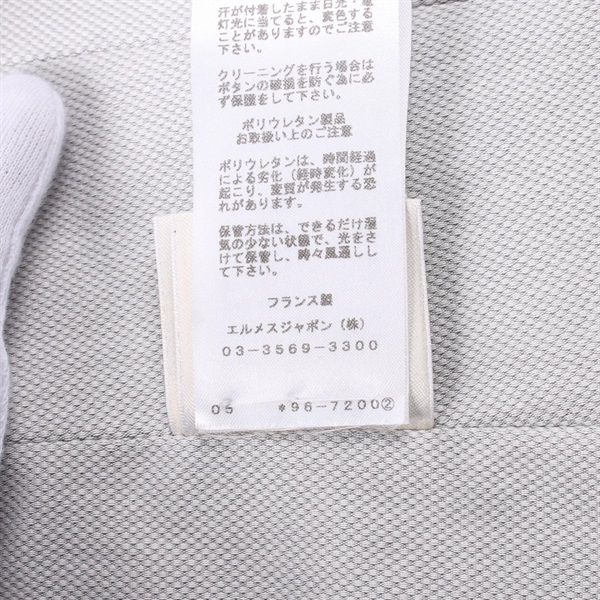 汗が付着したまま日光・電
灯光に当てると、変色する
ことがありますのでご注意
下さい。
クリーニングを行う場合は
ボタンの破損を防ぐ為に必
ず保護をして下さい。
ポリウレタン製品
お取扱い上のご注意
ポリウレタンは、時間経過
による劣化（経時変化）が
起こり、変質が発生する恐
れがあります。
保管方法は、できるだけ湿
気の少ない状態で、光をさ
けて保管し、時々風通しし
て下さい。
フランス製
エルメスジャポン（株）
03-3569-3300
05 *96-7200②